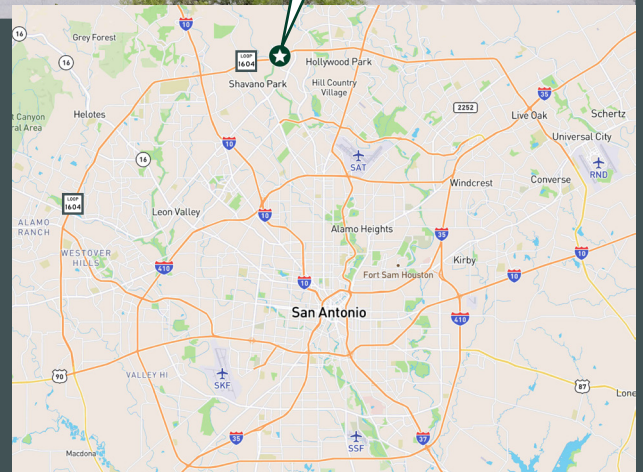 10
16
Grey Forest
LOOP
1604
Hollywood Park
16
Shavano Park
Hill Country
Village
35
2252
t Canyon
ral Area
Helotes
Live Oak
Schertz
10
Universal City
16
SAT
RND
Windcrest
Converse
LOOP
1604
Leon Valley
10
ALAMO
RANCH
Alamo Heights
35
WESTOVER
HILLS
410
Kirby
10
Fort Sam Houston
10
10
San Antonio
410
90
VALLEY HI
SKF
87
Lone
35
SSF
37
Macdona